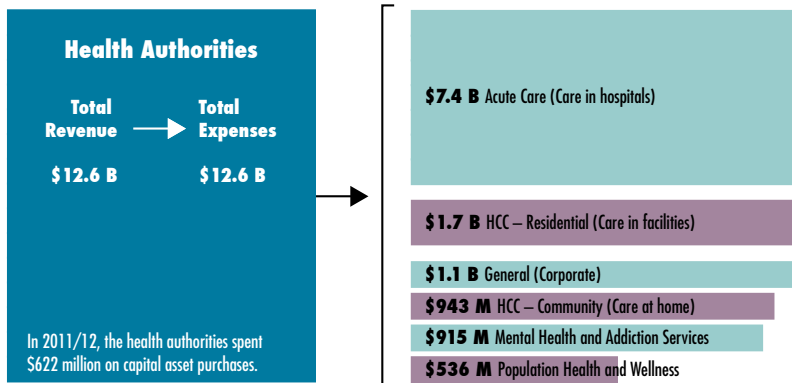 Health Authorities
Total Revenue
Total Expenses
$12.6 B
$12.6 B
In 2011/12, the health authorities spent
$622 million on capital asset purchases.
$7.4 B Acute Care (Care in hospitals)
$1.7 B HCC – Residential (Care in facilities)
$1.1 B General (Corporate)
$943 M HCC – Community (Care at home)
$915 M Mental Health and Addiction Services
$536 M Population Health and Wellness